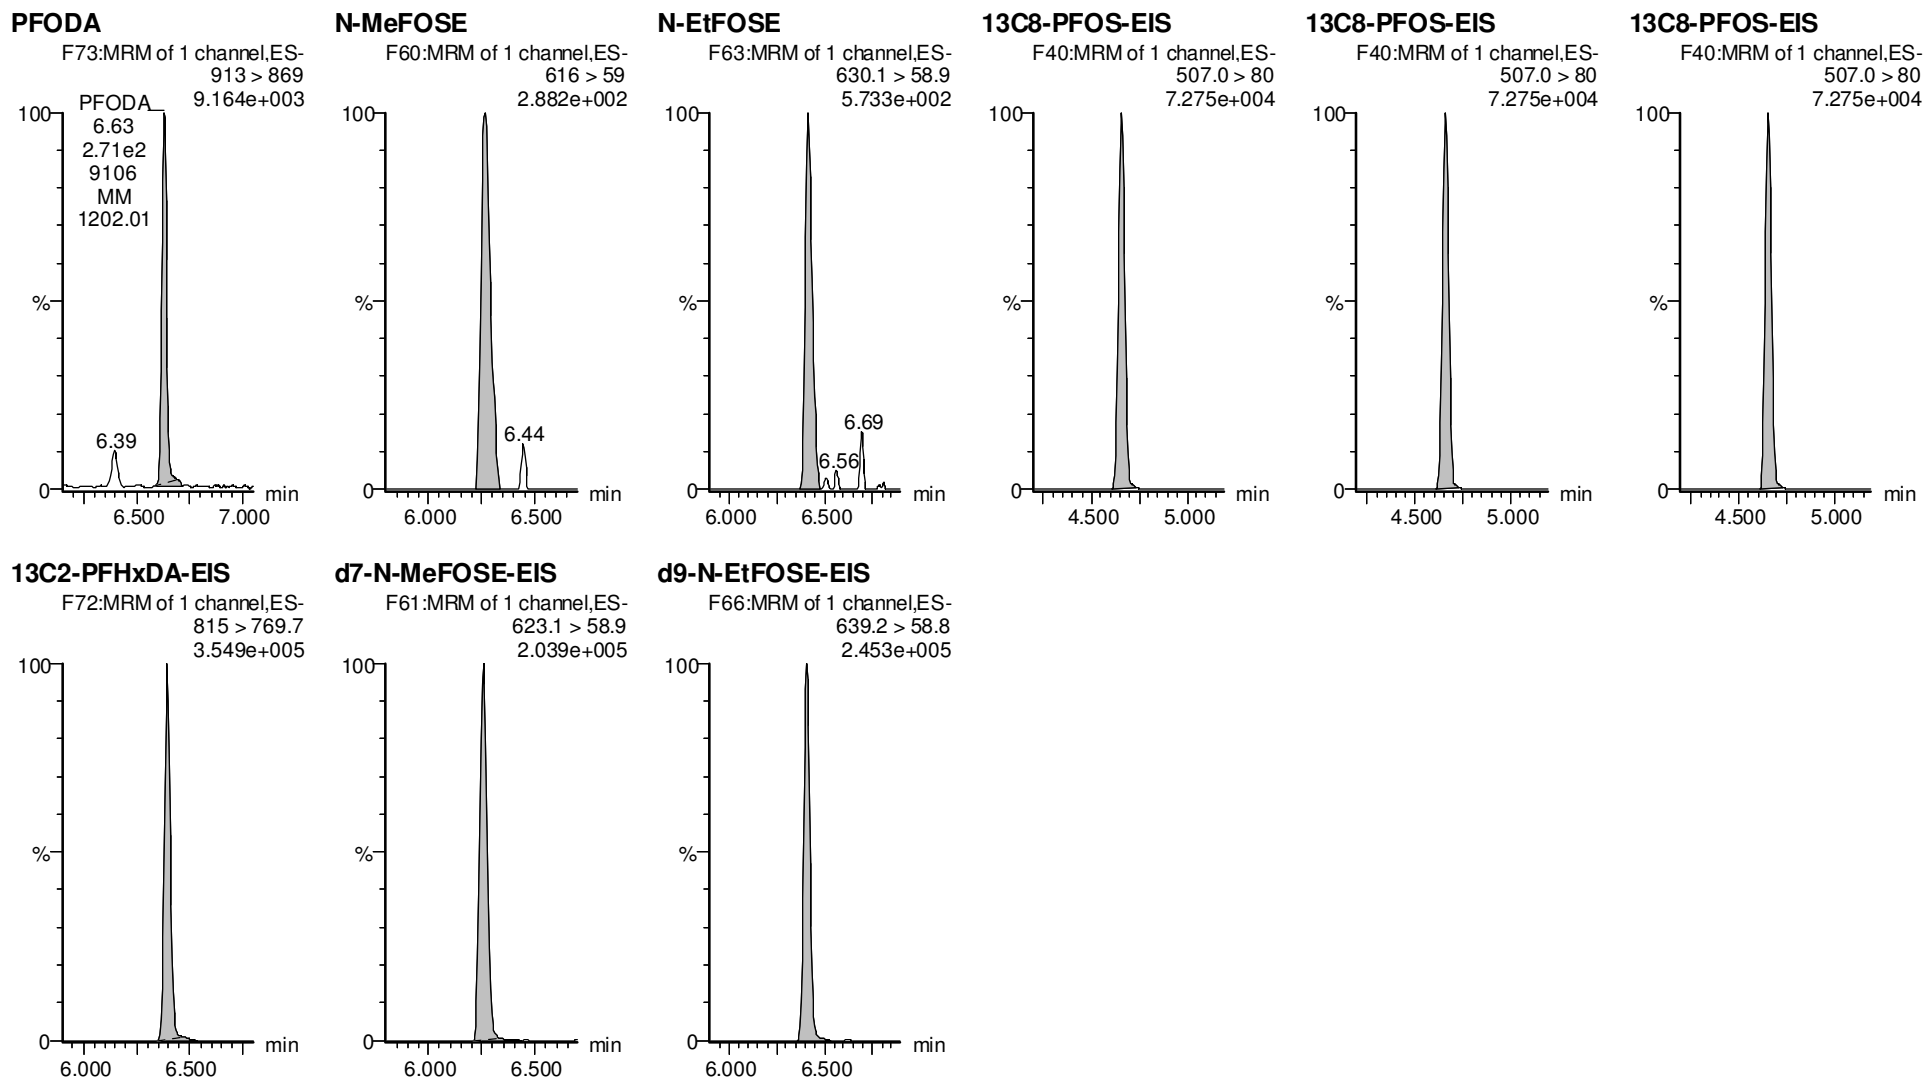 PFODA
F73:MRM of 1 channel,ES-
913 > 869
9.164e+003
PFODA
6.63
2.71e2
9106
MM
1202.01
100
%
0
6.39
min
6.500
7.000
N-MeFOSE
F60:MRM of 1 channel,ES-
616 > 59
2.882e+002
100
%
0
6.44
min
6.000
6.500
N-EtFOSE
F63:MRM of 1 channel,ES-
630.1 > 58.9
5.733e+002
100
%
0
6.69
6.56
min
6.000
6.500
13C8-PFOS-EIS
F40:MRM of 1 channel,ES-
507.0 > 80
7.275e+004
100
%
0
min
4.500
5.000
13C8-PFOS-EIS
F40:MRM of 1 channel,ES-
507.0 > 80
7.275e+004
100
%
0
min
4.500
5.000
13C8-PFOS-EIS
F40:MRM of 1 channel,ES-
507.0 > 80
7.275e+004
100
%
0
min
4.500
5.000
13C2-PFHxDA-EIS
F72:MRM of 1 channel,ES-
815 > 769.7
3.549e+005
100
%
0
min
6.000
6.500
d7-N-MeFOSE-EIS
F61:MRM of 1 channel,ES-
623.1 > 58.9
2.039e+005
100
%
0
min
6.000
6.500
d9-N-EtFOSE-EIS
F66:MRM of 1 channel,ES-
639.2 > 58.8
2.453e+005
100
%
0
min
6.000
6.500